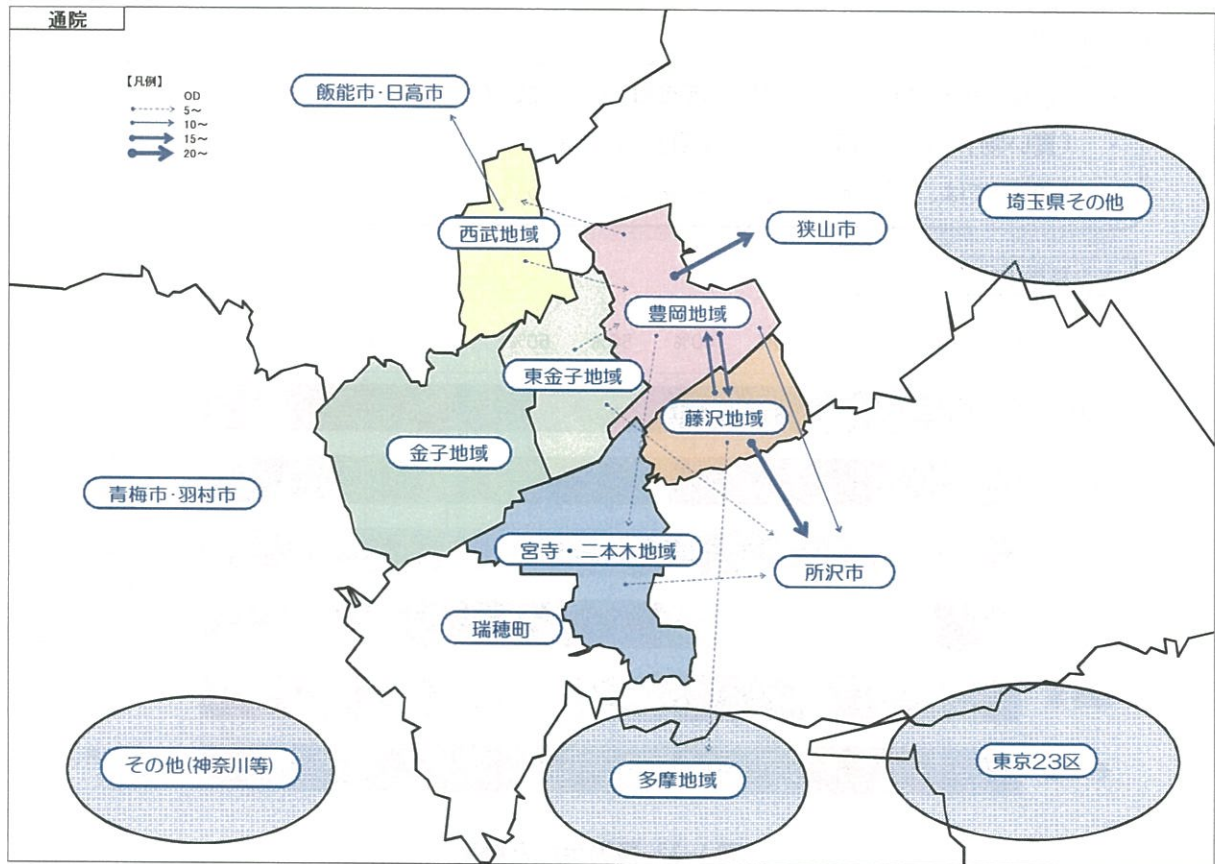 通院
【凡例】
OD
5～
10～
15～
20～
飯能市・日高市
埼玉県その他
狭山市
西武地域
豊岡地域
東金子地域
藤沢地域
金子地域
青梅市・羽村市
宮寺・二本木地域
所沢市
瑞穂町
その他(神奈川等)
多摩地域
東京23区